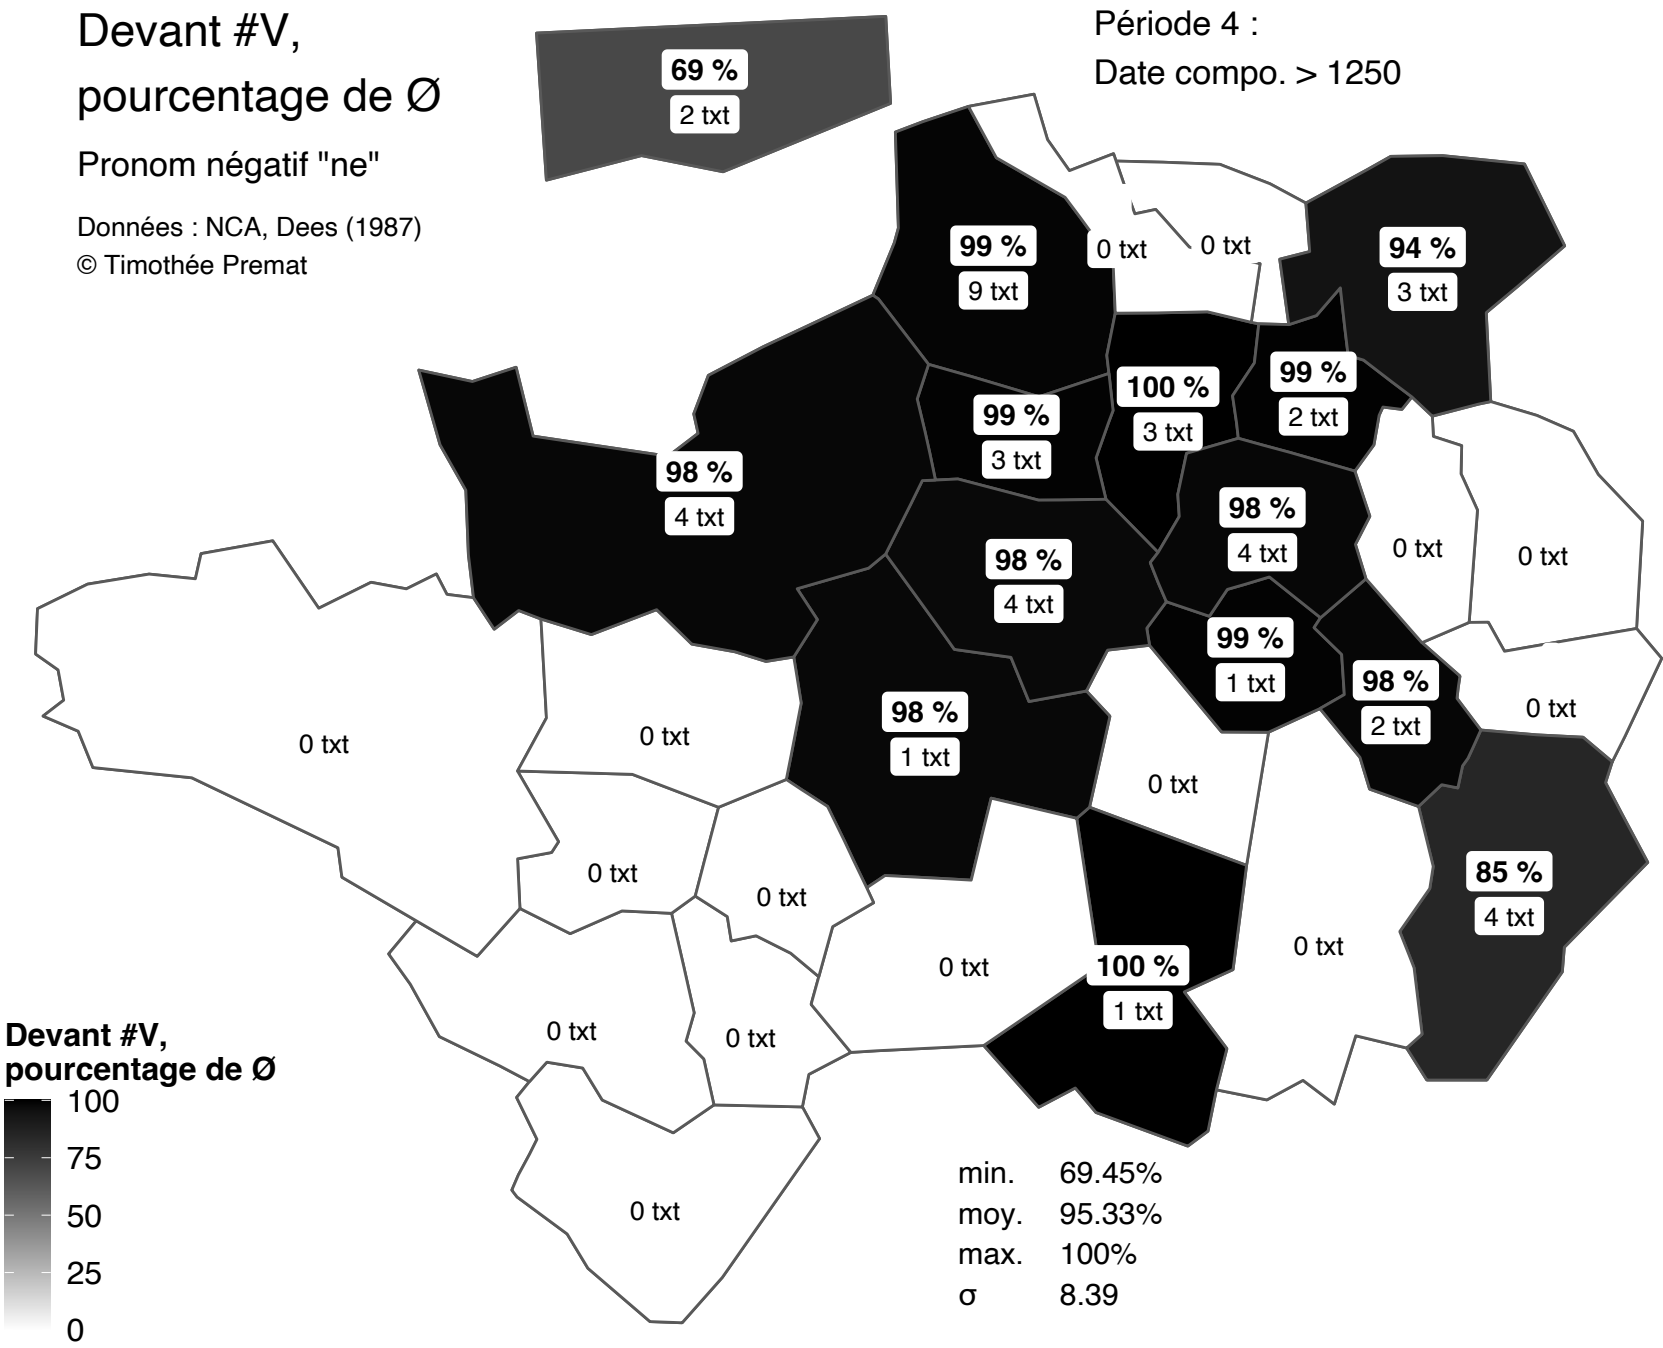 Devant #V,
pourcentage de Ø
Pronom négatif "ne"
Données : NCA, Dees (1987)
© Timothée Premat
Période 4 :
Date compo. > 1250
69 %
2 txt
99 %
9 txt
0 txt
0 txt
94 %
3 txt
99 %
3 txt
100 %
3 txt
99 %
2 txt
98 %
4 txt
98 %
4 txt
98 %
4 txt
0 txt
0 txt
99 %
1 txt
98 %
2 txt
0 txt
0 txt
0 txt
98 %
1 txt
0 txt
0 txt
0 txt
85 %
4 txt
0 txt
100 %
1 txt
0 txt
0 txt
0 txt
0 txt
Devant #V,
pourcentage de Ø
100
75
50
25
0
min. 69.45%
moy. 95.33%
max. 100%
σ 8.39